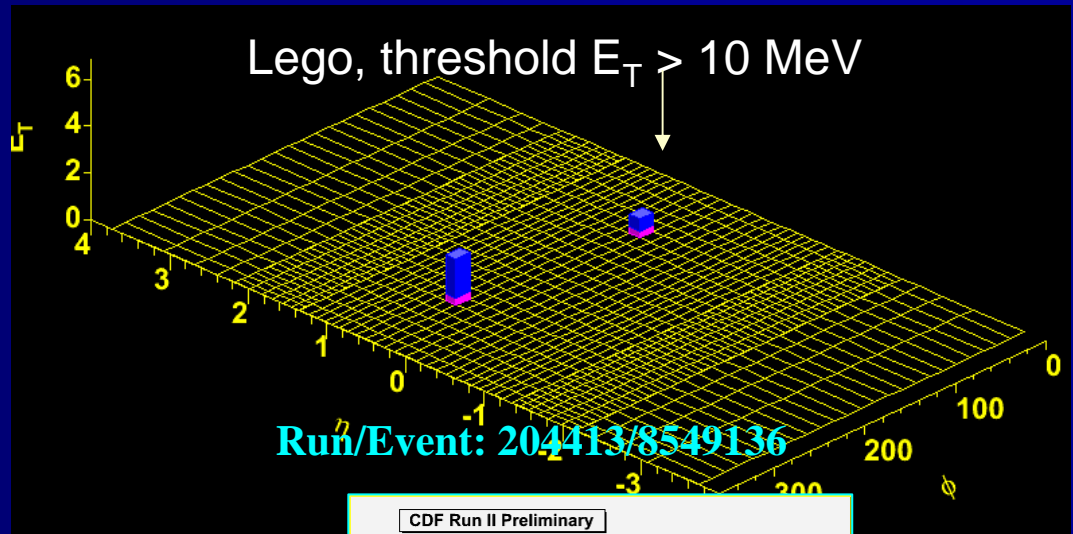 Lego, threshold E_T > 10 MeV
6
4
E_T
2
0
4
3
2
1
0
-1
-2
-3
η
0
100
200
300
ϕ
Run/Event: 204413/8549136
CDF Run II Preliminary